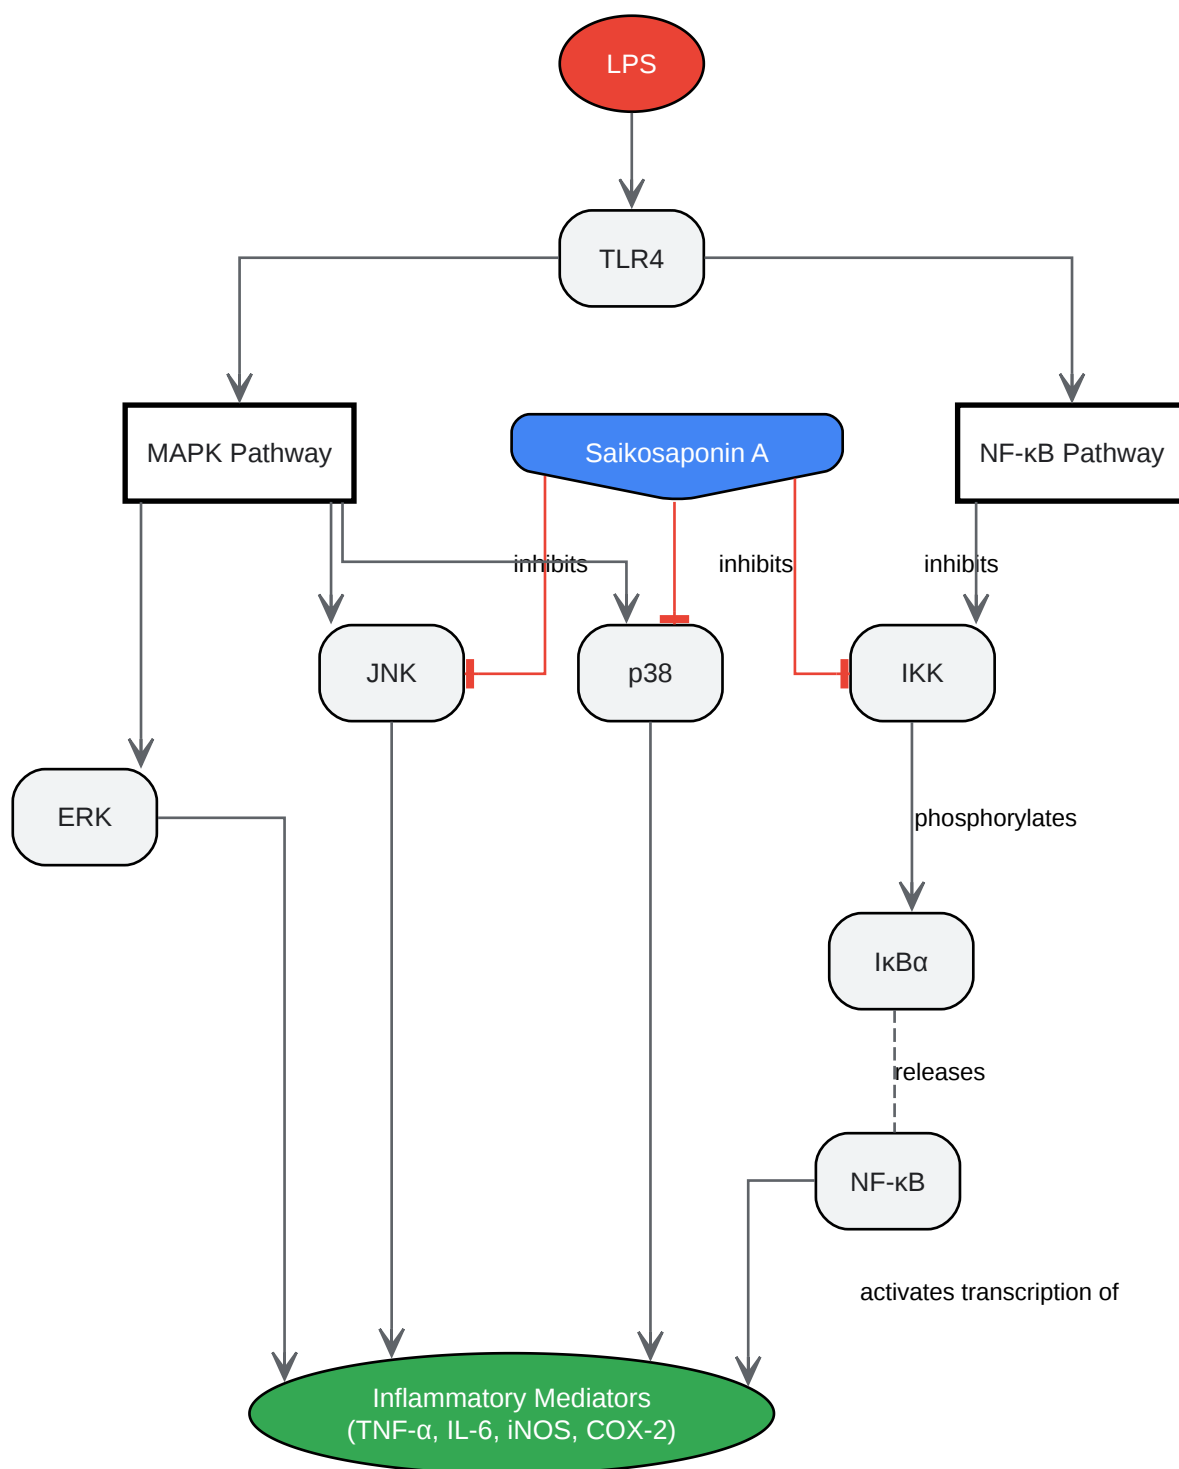 LPS
TLR4
MAPK Pathway
Saikosaponin A
NF-κB Pathway
inhibits
inhibits
inhibits
JNK
p38
IKK
ERK
phosphorylates
IκBα
releases
NF-κB
activates transcription of
Inflammatory Mediators
(TNF-α, IL-6, iNOS, COX-2)